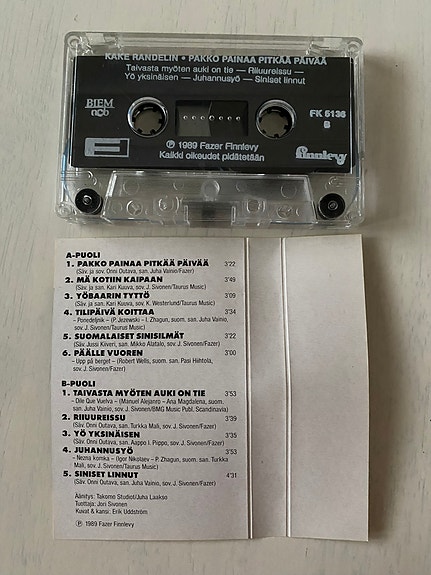 KAKE RANDELIN • PAKKO PAINAA PITKÄÄ PÄIVÄÄ
Taivasta myöten auki on tie — Riiuureissu —
Yö yksinäisen — Juhannusyö — Siniset linnut
BIEM
ncb
FK 5136
B
℗ 1989 Fazer Finnlevy
Kaikki oikeudet pidätetään
F
finnlevy
A-PUOLI
1. PAKKO PAINAA PITKÄÄ PÄIVÄÄ 3'22
(Säv. ja sov. Onni Outava, san. Juha Vainio/Fazer)
2. MÄ KOTIIN KAIPAAN 3'49
(Säv. ja san. Kari Kuuva, sov. J. Sivonen/Taurus Music)
3. YÖBAARIN TYTTÖ 3'09
(Säv. ja san. Kari Kuuva, sov. K. Westerlund/Taurus Music)
4. TILIPÄIVÄ KOITTAA 3'34
– Ponedeljnik – (P. Jezewski - I. Zhagun, suom. san. Juha Vainio,
sov. J. Sivonen/Taurus Music)
5. SUOMALAISET SINISILMÄT 3'22
(Säv. Jussi Kiiveri, san. Mikko Alatalo, sov. J. Sivonen/Fazer)
6. PÄÄLLE VUOREN 3'00
– Upp på berget – (Robert Wells, suom. san. Pasi Hiihtola,
sov. J. Sivonen/Fazer)
B-PUOLI
1. TAIVASTA MYÖTEN AUKI ON TIE 3'53
– Dile Que Vuelva – (Manuel Alejanro - Ana Magdalena, suom.
san. Juha Vainio, sov. J. Sivonen/BMG Music Publ. Scandinavia)
2. RIIUUREISSU 3'39
(Säv. Onni Outava, san. Turkka Mali, sov. J. Sivonen/Fazer)
3. YÖ YKSINÄISEN 3'35
(Säv. Onni Outava, san. Aappo I. Piippo, sov. J. Sivonen/Fazer)
4. JUHANNUSYÖ 3'53
– Nezna komka – (Igor Nikolaev - P. Zhagun, suom. san. Turkka
Mali, sov. J. Sivonen/Taurus Music)
5. SINISET LINNUT 4'31
(Säv. Onni Outava, san. Juha Vainio, sov. J. Sivonen/Fazer)
Äänitys: Takomo Studiot/Juha Laakso
Tuottaja: Jori Sivonen
Kuvat & kansi: Erik Uddström
℗ 1989 Fazer Finnlevy